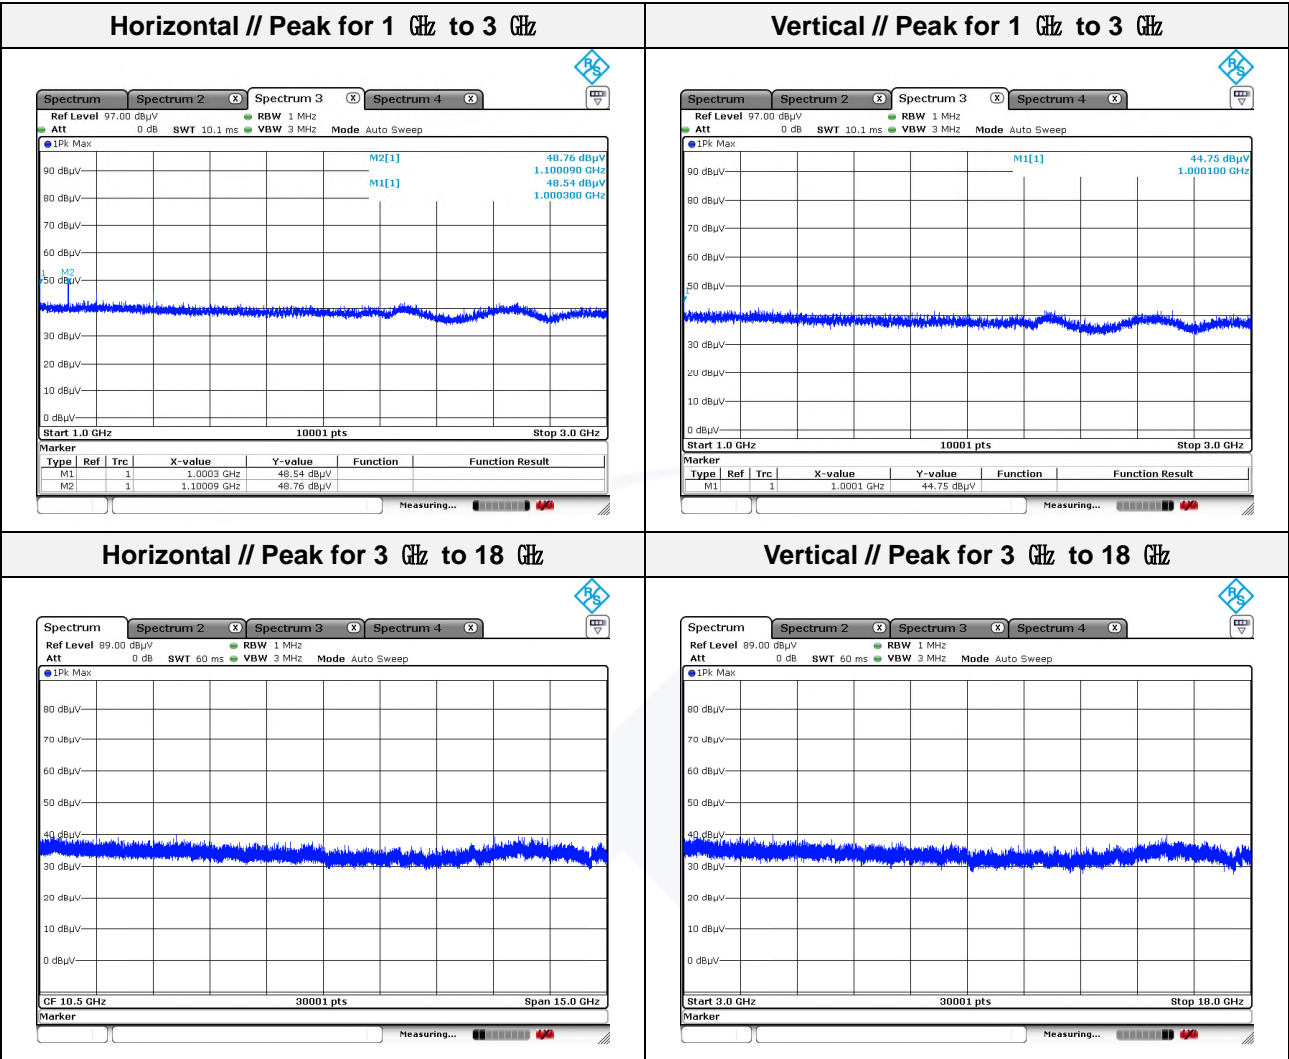 Horizontal // Peak for 1 ㎓ to 3 ㎓
Vertical // Peak for 1 ㎓ to 3 ㎓
R&S
Spectrum Spectrum 2 X Spectrum 3 X Spectrum 4 X
Ref Level 97.00 dBµV RBW 1 MHz
Att 0 dB SWT 10.1 ms VBW 3 MHz Mode Auto Sweep
1Pk Max
M2[1] 48.76 dBµV
1.100090 GHz
M1[1] 48.54 dBµV
1.000300 GHz
90 dBµV
80 dBµV
70 dBµV
60 dBµV
1 M2
50 dBµV
30 dBµV
20 dBµV
10 dBµV
0 dBµV
Start 1.0 GHz 10001 pts Stop 3.0 GHz
Marker
Type Ref Trc X-value Y-value Function Function Result
M1 1 1.0003 GHz 48.54 dBµV
M2 1 1.10009 GHz 48.76 dBµV
Measuring...
R&S
Spectrum Spectrum 2 X Spectrum 3 X Spectrum 4 X
Ref Level 97.00 dBµV RBW 1 MHz
Att 0 dB SWT 10.1 ms VBW 3 MHz Mode Auto Sweep
1Pk Max
M1[1] 44.75 dBµV
1.000100 GHz
90 dBµV
80 dBµV
70 dBµV
60 dBµV
50 dBµV
1
30 dBµV
20 dBµV
10 dBµV
0 dBµV
Start 1.0 GHz 10001 pts Stop 3.0 GHz
Marker
Type Ref Trc X-value Y-value Function Function Result
M1 1 1.0001 GHz 44.75 dBµV
Measuring...
Horizontal // Peak for 3 ㎓ to 18 ㎓
Vertical // Peak for 3 ㎓ to 18 ㎓
R&S
Spectrum Spectrum 2 X Spectrum 3 X Spectrum 4 X
Ref Level 89.00 dBµV RBW 1 MHz
Att 0 dB SWT 60 ms VBW 3 MHz Mode Auto Sweep
1Pk Max
80 dBµV
70 dBµV
60 dBµV
50 dBµV
40 dBµV
30 dBµV
20 dBµV
10 dBµV
0 dBµV
CF 10.5 GHz 30001 pts Span 15.0 GHz
Marker
Measuring...
R&S
Spectrum Spectrum 2 X Spectrum 3 X Spectrum 4 X
Ref Level 89.00 dBµV RBW 1 MHz
Att 0 dB SWT 60 ms VBW 3 MHz Mode Auto Sweep
1Pk Max
80 dBµV
70 dBµV
60 dBµV
50 dBµV
40 dBµV
30 dBµV
20 dBµV
10 dBµV
0 dBµV
Start 3.0 GHz 30001 pts Stop 18.0 GHz
Marker
Measuring...